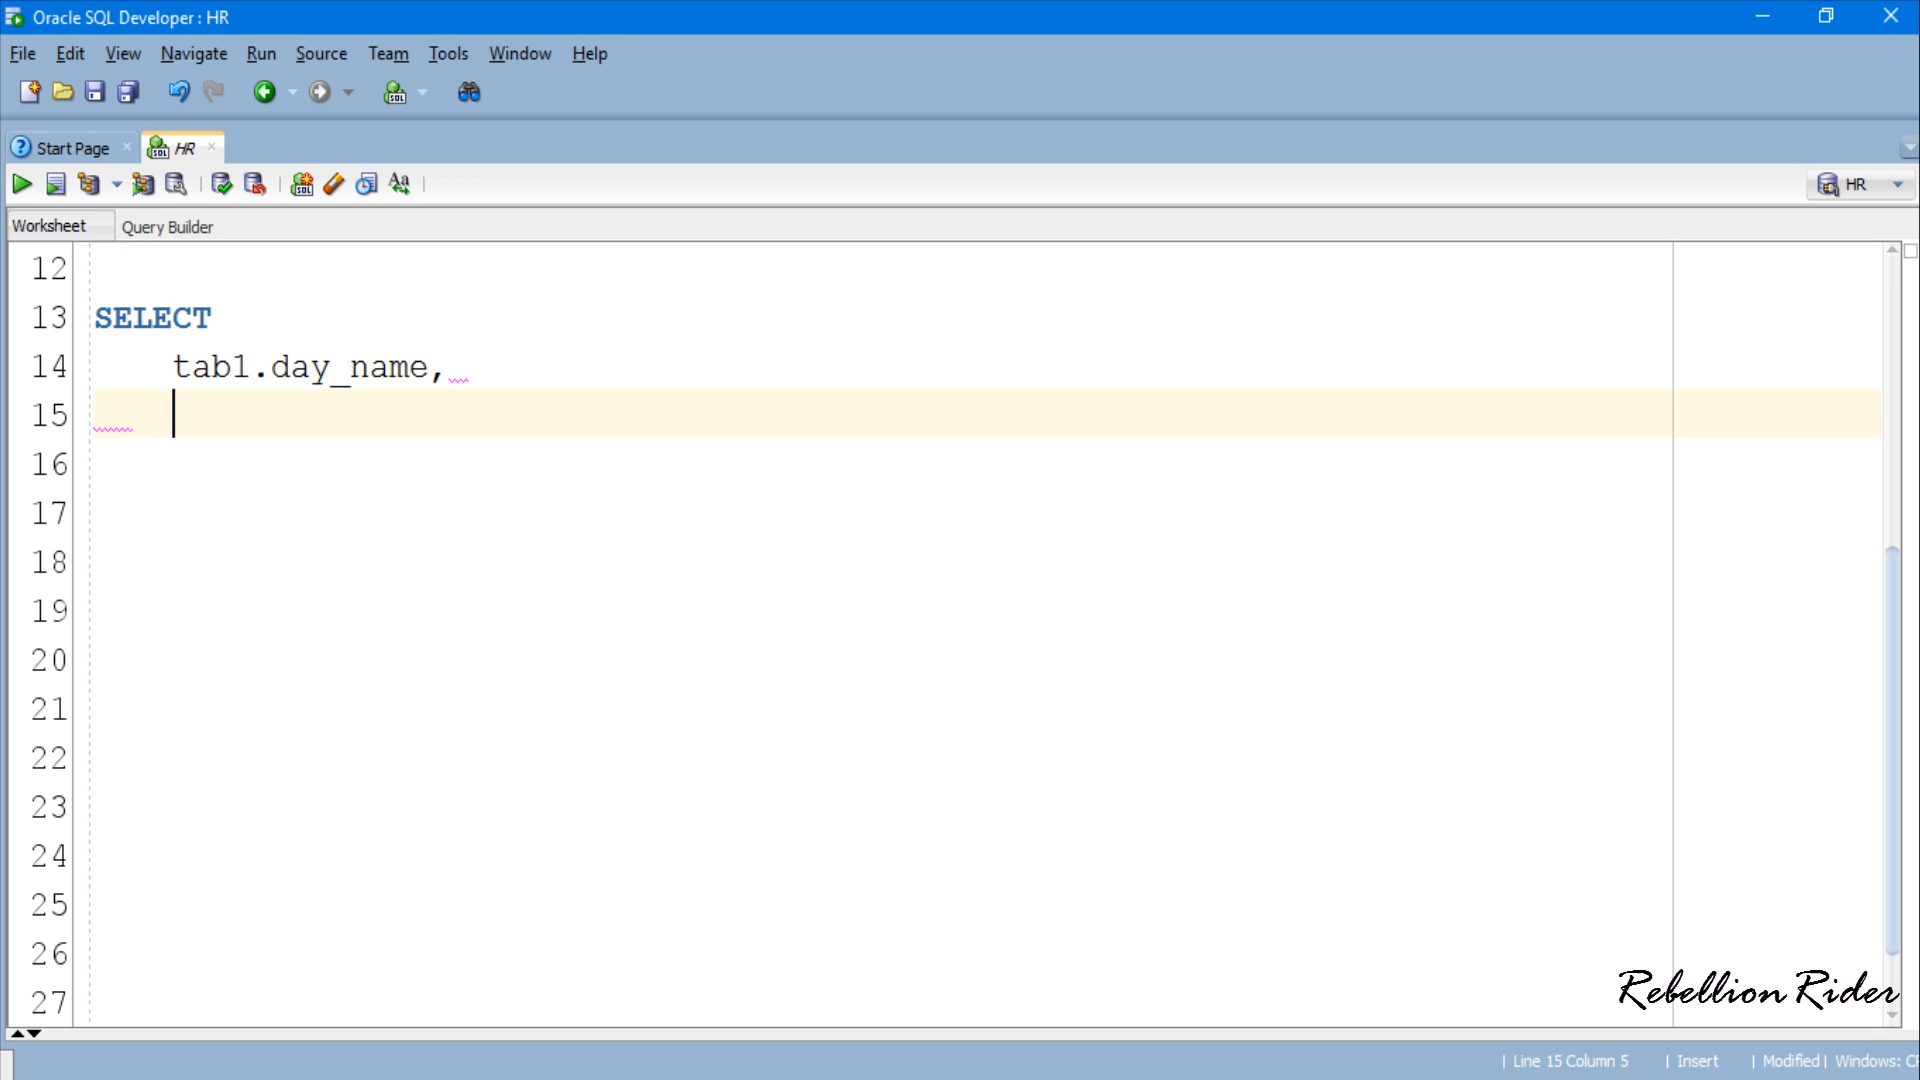 Oracle SQL Developer : HR
File Edit View Navigate Run Source Team Tools Window Help
Start Page HR
HR
Worksheet Query Builder
12
13 SELECT
14 tab1.day_name,
15
16
17
18
19
20
21
22
23
24
25
26
27
Rebellion Rider
| Line 15 Column 5 | Insert | Modified | Windows: CR